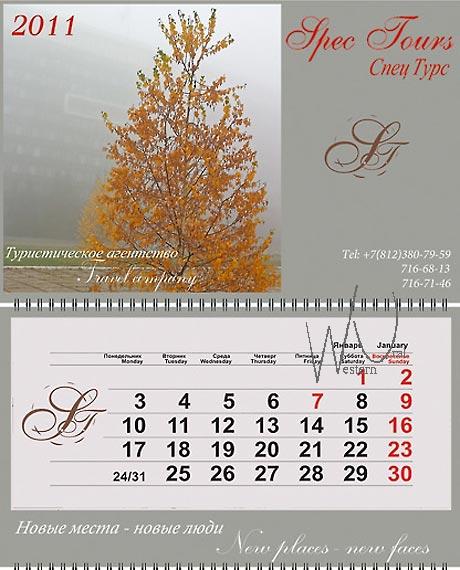 2011
Spec Tours
Спец Турс
ST
Туристическое агентство
Travel company
Tel: +7(812)380-79-59
716-68-13
716-71-46
Январь January
Понедельник Вторник Среда Четверг Пятница Суббота Воскресенье
Monday Tuesday Wednesday Thursday Friday Saturday Sunday
1 2
3 4 5 6 7 8 9
10 11 12 13 14 15 16
17 18 19 20 21 22 23
24/31 25 26 27 28 29 30
ST
Western
Новые места - новые люди
New places - new faces